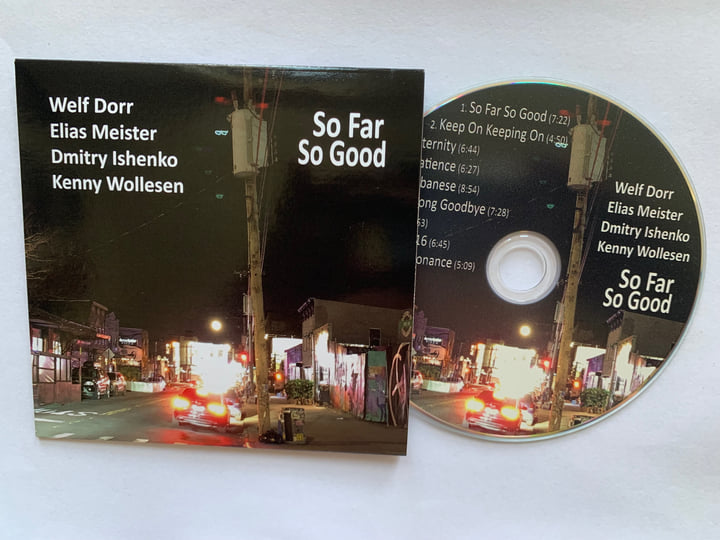 Welf Dorr
Elias Meister
Dmitry Ishenko
Kenny Wollesen
So Far
So Good
1. So Far So Good (7:22)
2. Keep On Keeping On (4:50)
ternity (6:44)
atience (6:27)
banese (8:54)
ong Goodbye (7:28)
53)
16 (6:45)
onance (5:09)
Welf Dorr
Elias Meister
Dmitry Ishenko
Kenny Wollesen
So Far
So Good